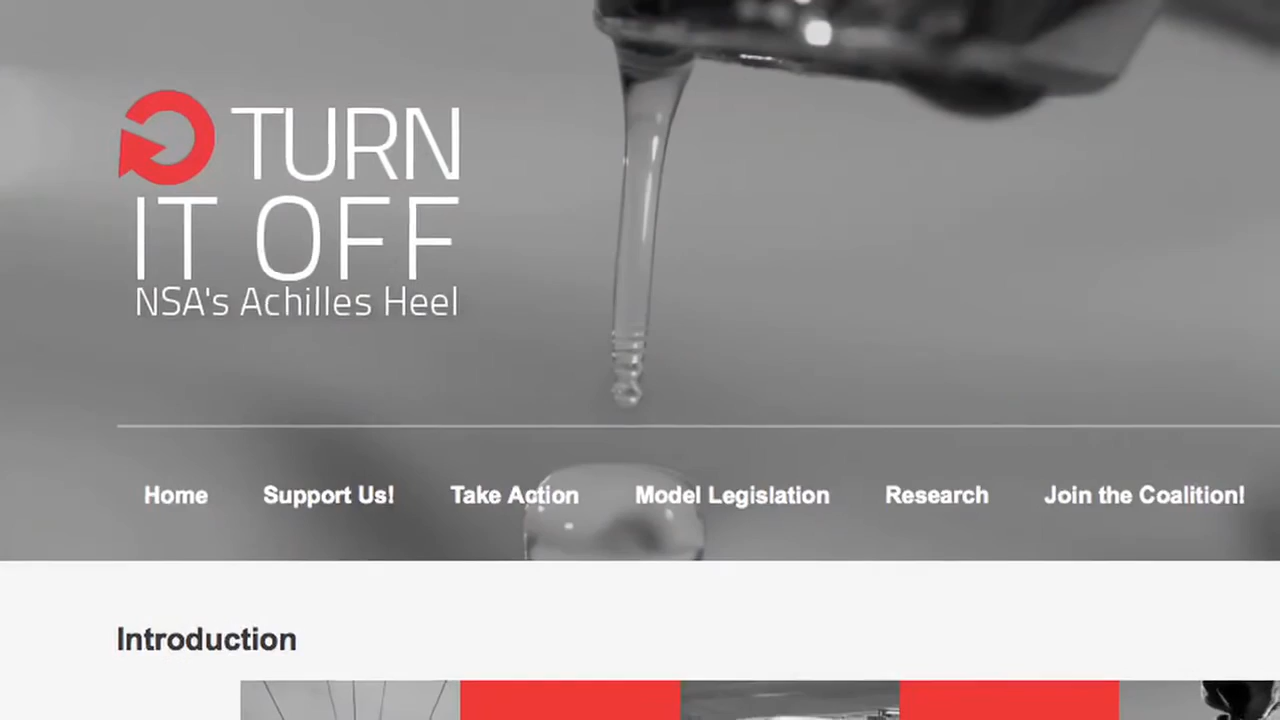 TURN
IT OFF
NSA's Achilles Heel
Home Support Us! Take Action Model Legislation Research Join the Coalition!
Introduction